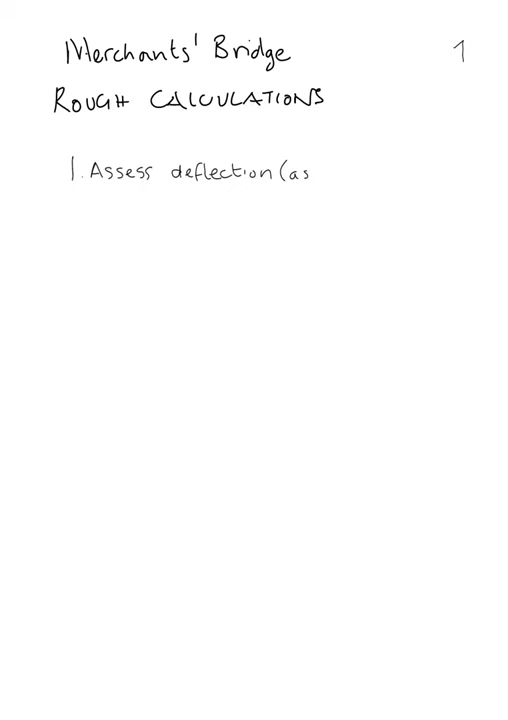 Merchants' Bridge
1
ROUGH CALCULATIONS
1. Assess deflection (as